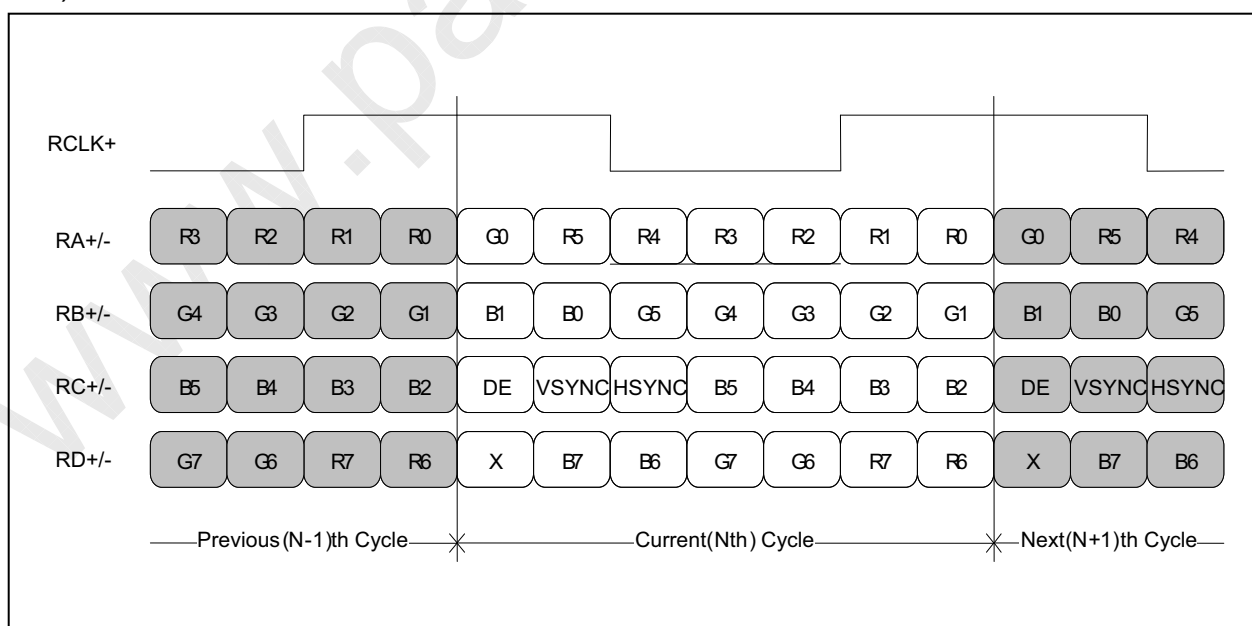 www.pa
RCLK+
RA+/- R3 R2 R1 R0 G0 R5 R4 R3 R2 R1 R0 G0 R5 R4
RB+/- G4 G3 G2 G1 B1 B0 G5 G4 G3 G2 G1 B1 B0 G5
RC+/- B5 B4 B3 B2 DE VSYNC HSYNC B5 B4 B3 B2 DE VSYNC HSYNC
RD+/- G7 G6 R7 R6 X B7 B6 G7 G6 R7 R6 X B7 B6
Previous(N-1)th Cycle Current(Nth) Cycle Next(N+1)th Cycle